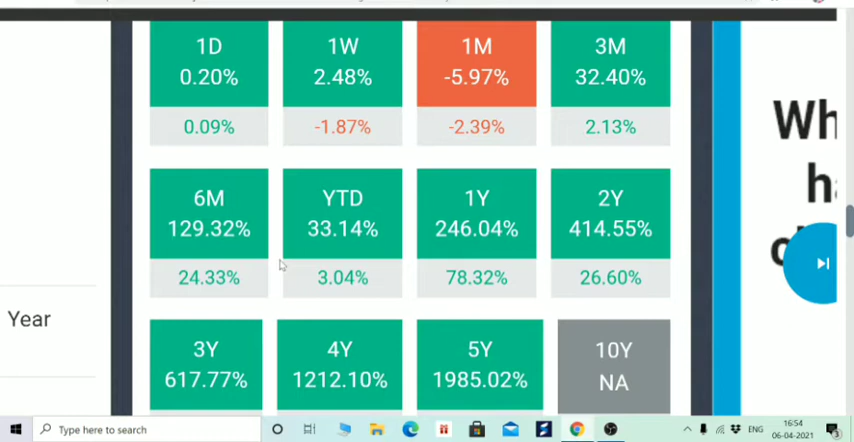 1D
0.20%
0.09%
1W
2.48%
-1.87%
1M
-5.97%
-2.39%
3M
32.40%
2.13%
6M
129.32%
24.33%
YTD
33.14%
3.04%
1Y
246.04%
78.32%
2Y
414.55%
26.60%
3Y
617.77%
4Y
1212.10%
5Y
1985.02%
10Y
NA
Year
Wh
Type here to search
ENG
16:54
06-04-2021